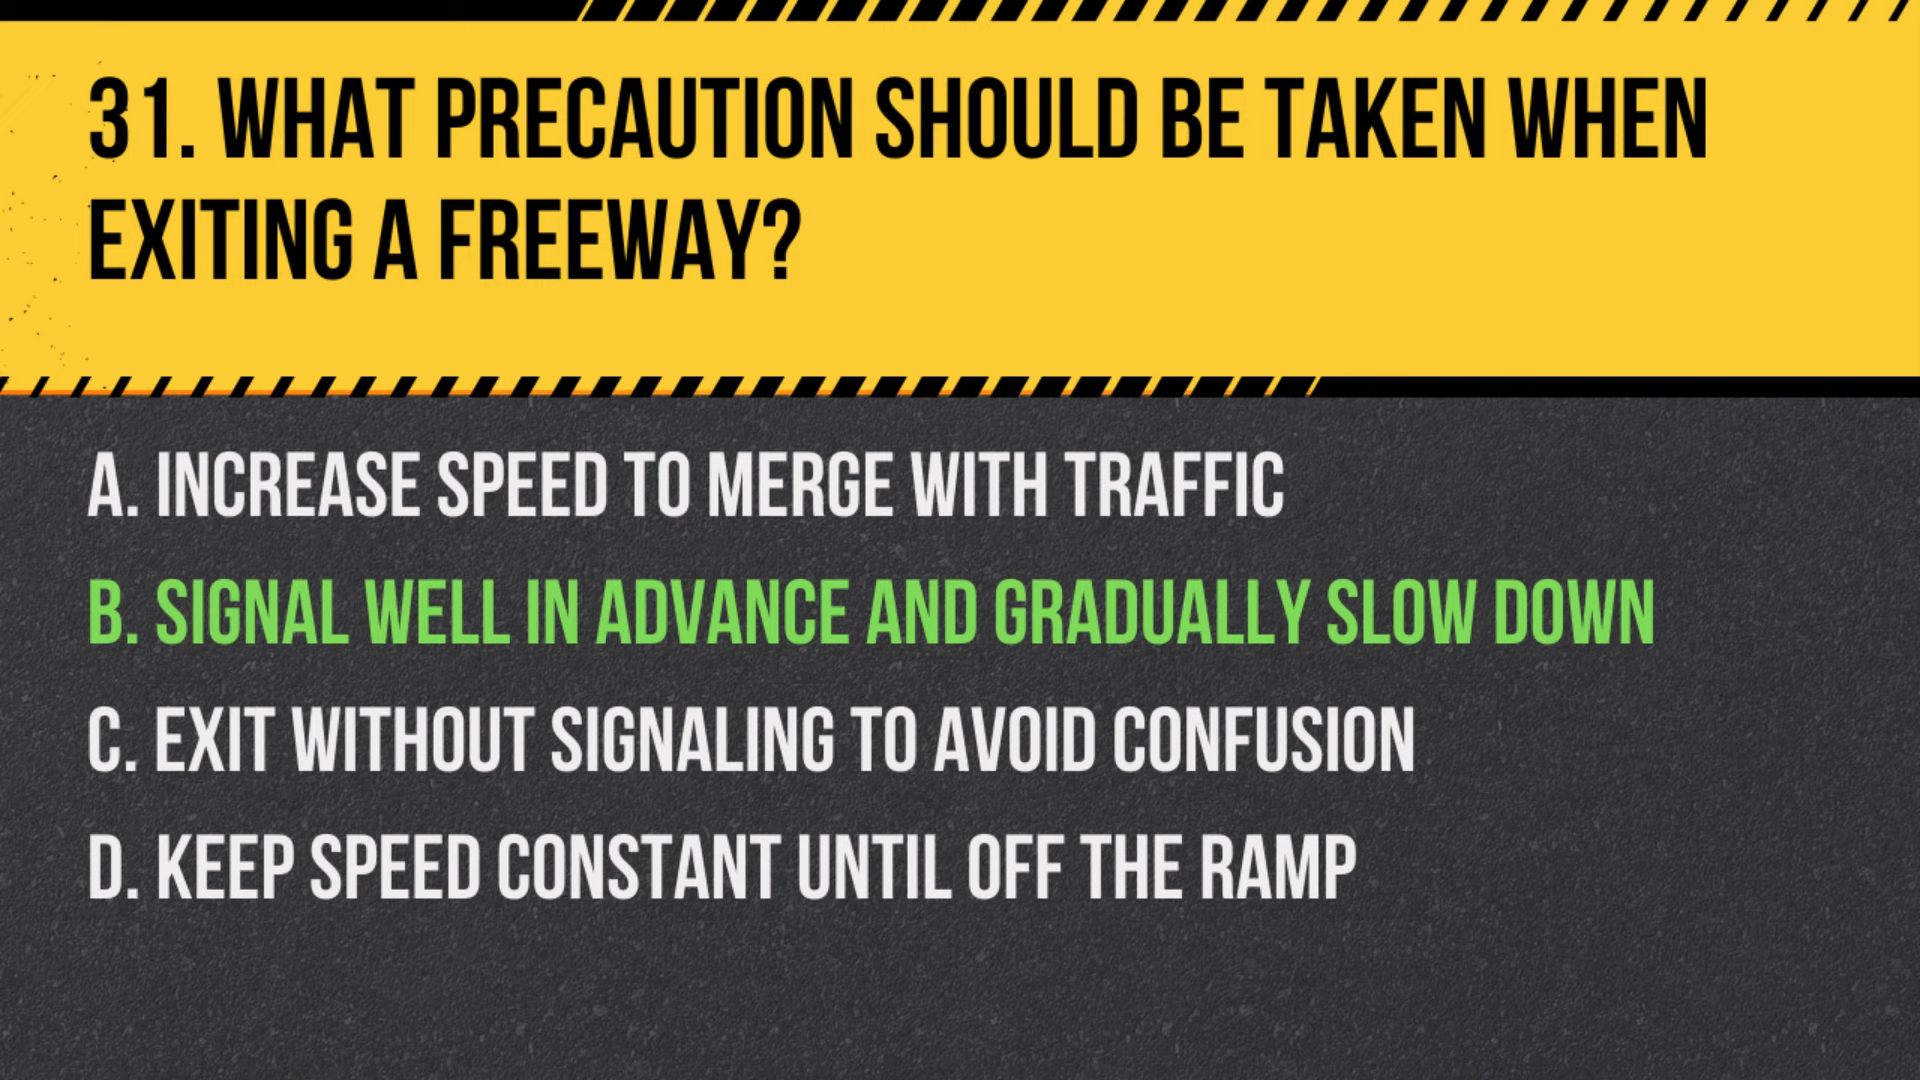 31. WHAT PRECAUTION SHOULD BE TAKEN WHEN
EXITING A FREEWAY?
A. INCREASE SPEED TO MERGE WITH TRAFFIC
B. SIGNAL WELL IN ADVANCE AND GRADUALLY SLOW DOWN
C. EXIT WITHOUT SIGNALING TO AVOID CONFUSION
D. KEEP SPEED CONSTANT UNTIL OFF THE RAMP